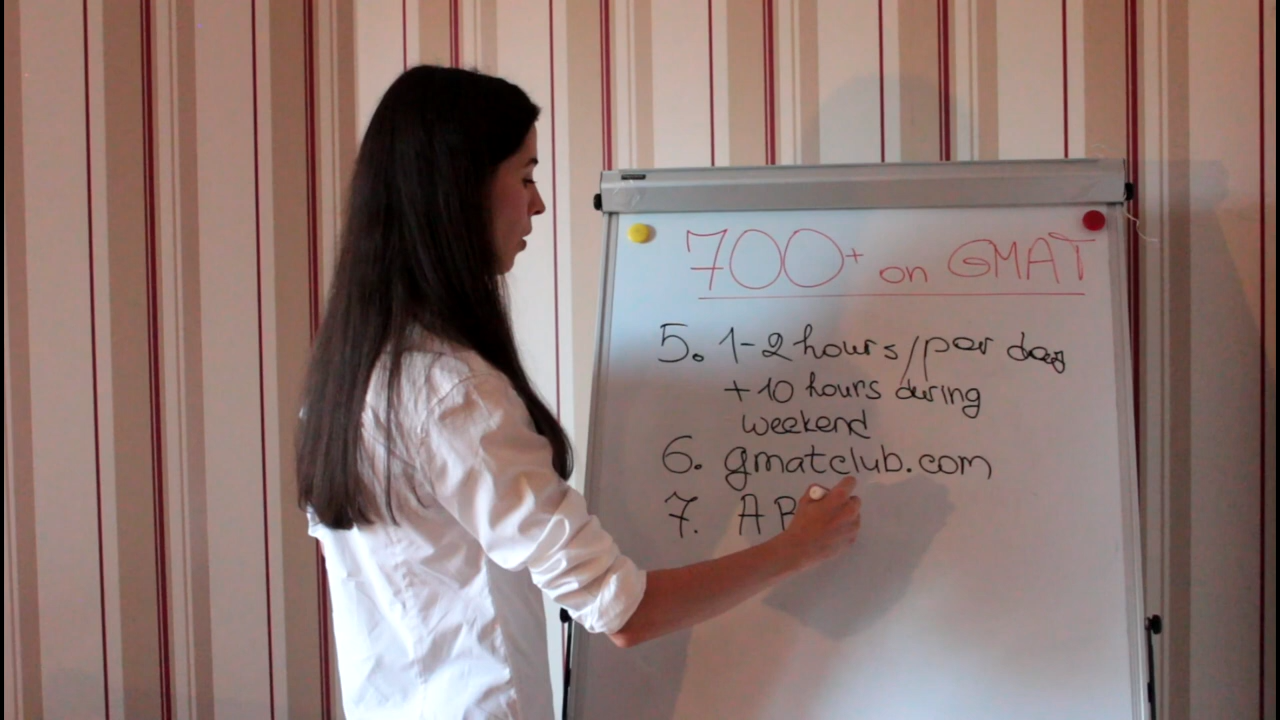 700+ on GMAT
5. 1-2 hours/per day
+10 hours during
weekend
6. gmatclub.com
7. A